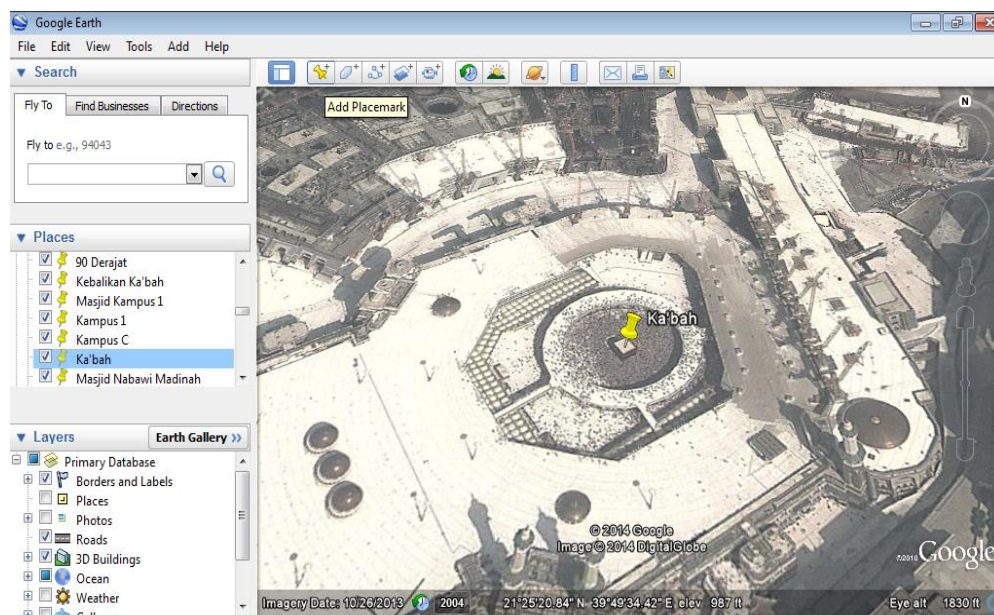 Google Earth
File Edit View Tools Add Help
Search
Fly To Find Businesses Directions
Fly to e.g., 94043
Places
90 Derajat
Kebalikan Ka'bah
Masjid Kampus 1
Kampus 1
Kampus C
Ka'bah
Masjid Nabawi Madinah
Layers Earth Gallery »
Primary Database
Borders and Labels
Places
Photos
Roads
3D Buildings
Ocean
Weather
Add Placemark
N
Ka'bah
© 2014 Google
Image © 2014 DigitalGlobe
©2010 Google
Imagery Date: 10/26/2013 2004 21°25'20.84" N 39°49'34.42" E elev 987 ft Eye alt 1830 ft